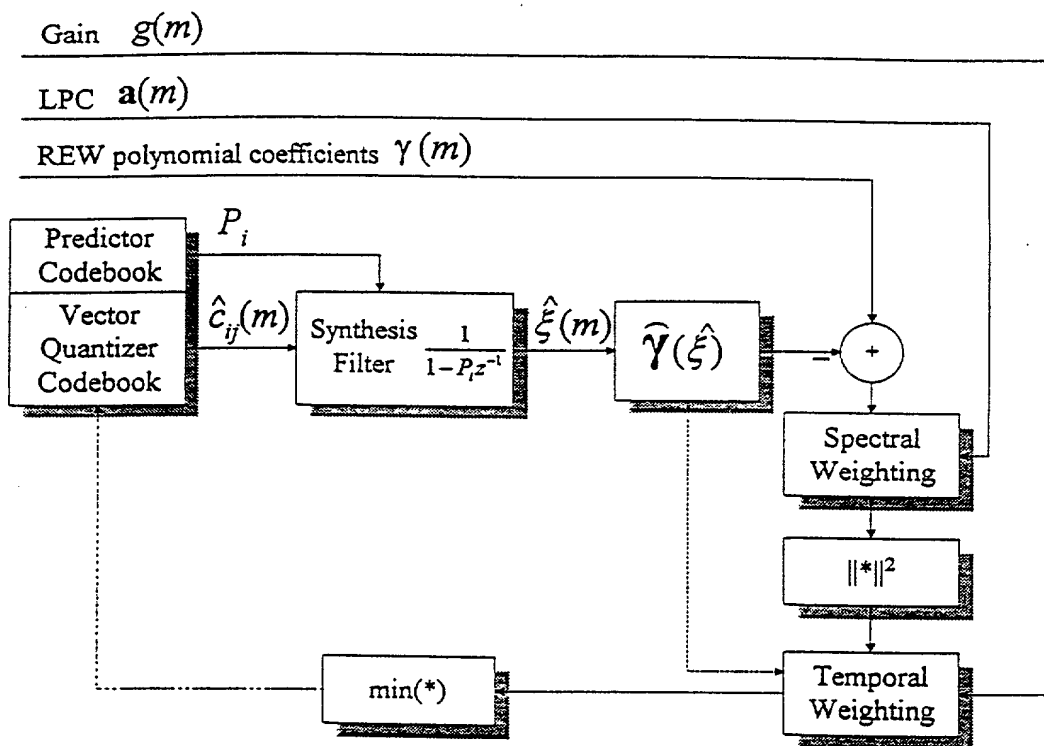 Gain g(m)
LPC a(m)
REW polynomial coefficients γ(m)
Predictor
Codebook
P_i
Vector
Quantizer
Codebook
ĉ_ij(m)
Synthesis
Filter
1
1−P_i z^−1
ξ̂(m)
γ̂(ξ̂)
−
+
Spectral
Weighting
||*||²
Temporal
Weighting
min(*)